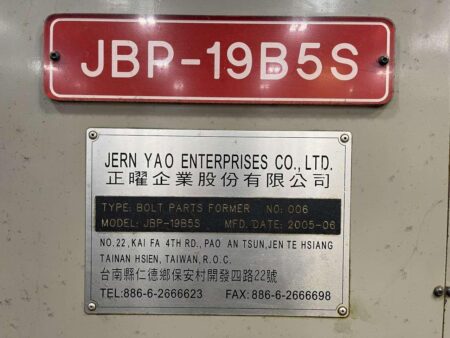 JBP-19B5S
JERN YAO ENTERPRISES CO., LTD.
正曜企業股份有限公司
TYPE: BOLT PARTS FORMER NO: 006
MODEL: JBP-19B5S MFD. DATE: 2005-06
NO. 22, KAI FA 4TH RD., PAO AN TSUN, JEN TE HSIANG
TAINAN HSIEN, TAIWAN, R.O.C.
台南縣仁德鄉保安村開發四路22號
TEL:886-6-2666623 FAX:886-6-2666698